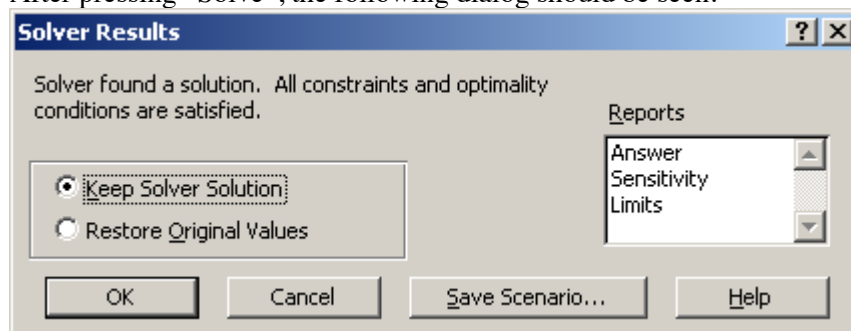 After pressing “Solve”, the following dialog should be seen:
Solver Results
Solver found a solution. All constraints and optimality
conditions are satisfied.
Reports
Answer
Sensitivity
Limits
Keep Solver Solution
Restore Original Values
OK
Cancel
Save Scenario...
Help